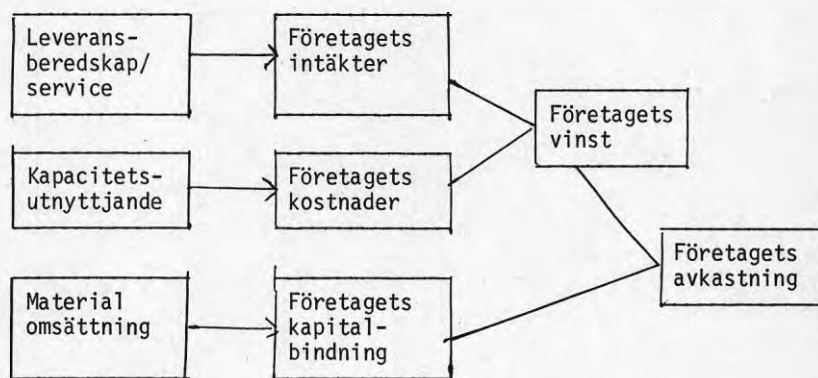 Leverans-
beredskap/
service
Företagets
intäkter
Företagets
vinst
Kapacitets-
utnyttjande
Företagets
kostnader
Företagets
avkastning
Material
omsättning
Företagets
kapital-
bindning